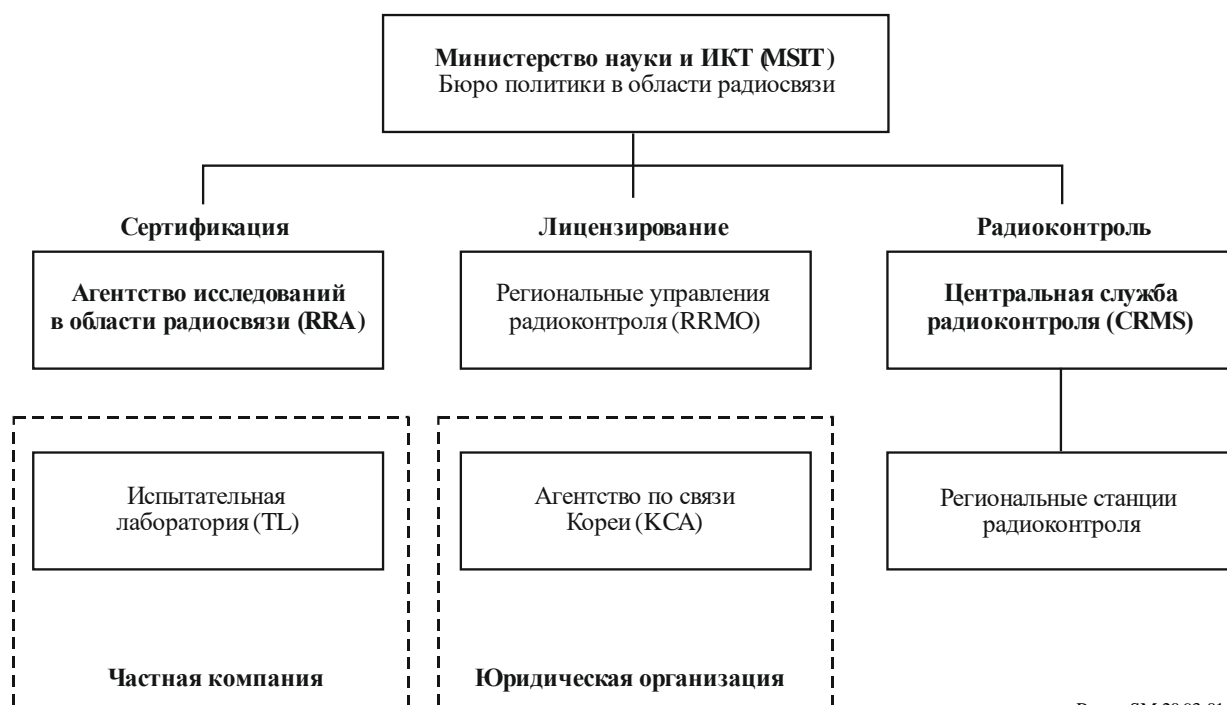 Министерство науки и ИКТ (MSIT)
Бюро политики в области радиосвязи
Сертификация
Лицензирование
Радиоконтроль
Агентство исследований
в области радиосвязи (RRA)
Региональные управления
радиоконтроля (RRMO)
Центральная служба
радиоконтроля (CRMS)
Испытательная
лаборатория (TL)
Агентство по связи
Кореи (KCA)
Региональные станции
радиоконтроля
Частная компания
Юридическая организация